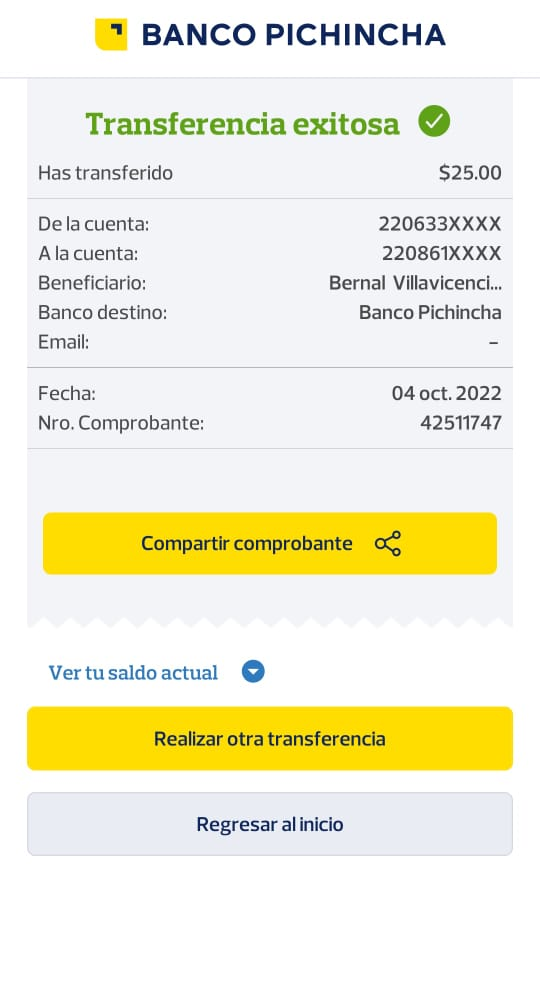 BANCO PICHINCHA
Transferencia exitosa
Has transferido $25.00
De la cuenta: 220633XXXX
A la cuenta: 220861XXXX
Beneficiario: Bernal Villavicenci...
Banco destino: Banco Pichincha
Email: –
Fecha: 04 oct. 2022
Nro. Comprobante: 42511747
Compartir comprobante
Ver tu saldo actual
Realizar otra transferencia
Regresar al inicio